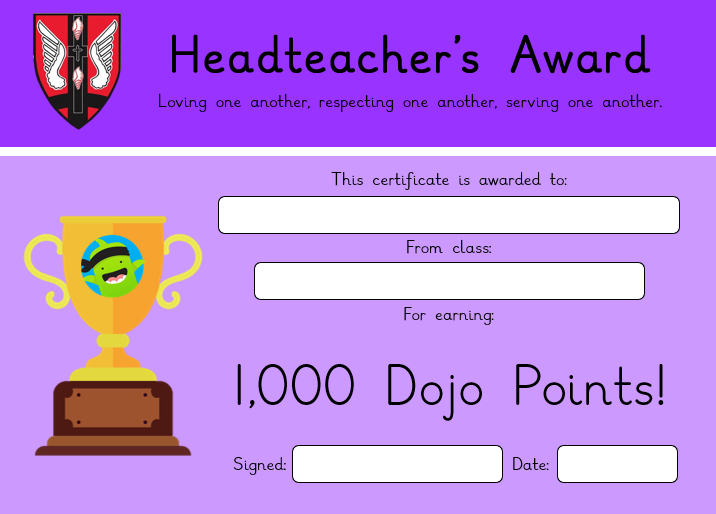 Headteacher's Award
Loving one another, respecting one another, serving one another.
This certificate is awarded to:
From class:
For earning:
1,000 Dojo Points!
Signed:
Date: